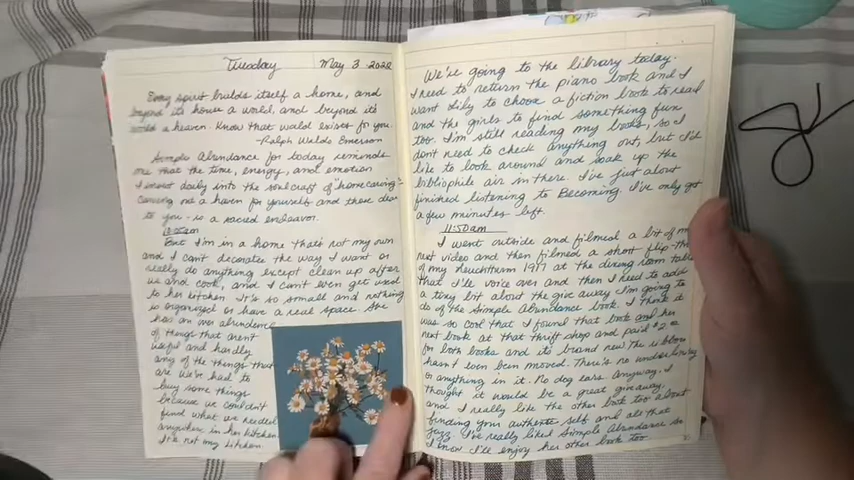 Tuesday May 3, 2022
Every spirit builds itself a home, and
beyond its house a world, and beyond its
world a heaven. Know that world exists for you.
-Ralph Waldo Emerson
Simple Abundance for today reminds
me that the time, energy, and emotion
I invest daily into the soulcraft of "homecaring" -
carving out a haven for yourself and those dear
to you - is a sacred endeavor.
But I'm in a home that's not my own
and I can't decorate the way I want or
really do anything except clean up after
us and cook, and I can't even get used
to her kitchen. It's so small and nothing
is organized or have a real space. She
has an over abundence
of things that aren't
useful and hardly
any of the things that
are. We've had to
buy some things
because we couldn't
find what we needed
anywhere in her kitchen
It's not my kitchen.
We're going to the library today.
I need to return the piano book and I
want Lily to choose a fiction book to read
and the girls to find something fun
too. I'm still reading my books, so I
don't need to check anything out, but I'd
like to look around and soak up the
bibliophile air in there. I've just about
finished listening to Becoming. I've only got
a few minutes left.
11:50am
I went outside and filmed a bit of my
next video and then filmed a short flip-thr
of my Leuchtturm 1917 at the dining room table
that I'll voice over and then I need to add
a tiny bit about the give away I'm going to
do of the Simple Abundance book. I think it
was so cool that I found that book and her
book at that thrift shop and paid $2.00
for both books and its brand new the ribbon
hasn't even been moved. There's no underlining
or anything in it. No dog ears. Anyway, I
thought it would be a great giveaway.
and I really like the other book too about
finding your authentic self and all that
jazz. I've really liked Simple Abundance so
I know I'll enjoy her other book too.